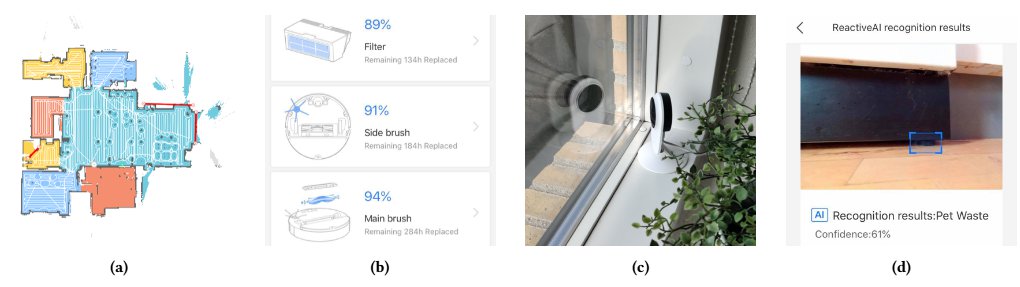 89%
Filter
Remaining 134h Replaced
91%
Side brush
Remaining 184h Replaced
94%
Main brush
Remaining 284h Replaced
ReactiveAI recognition results
AI Recognition results:Pet Waste
Confidence:61%
(a)
(b)
(c)
(d)